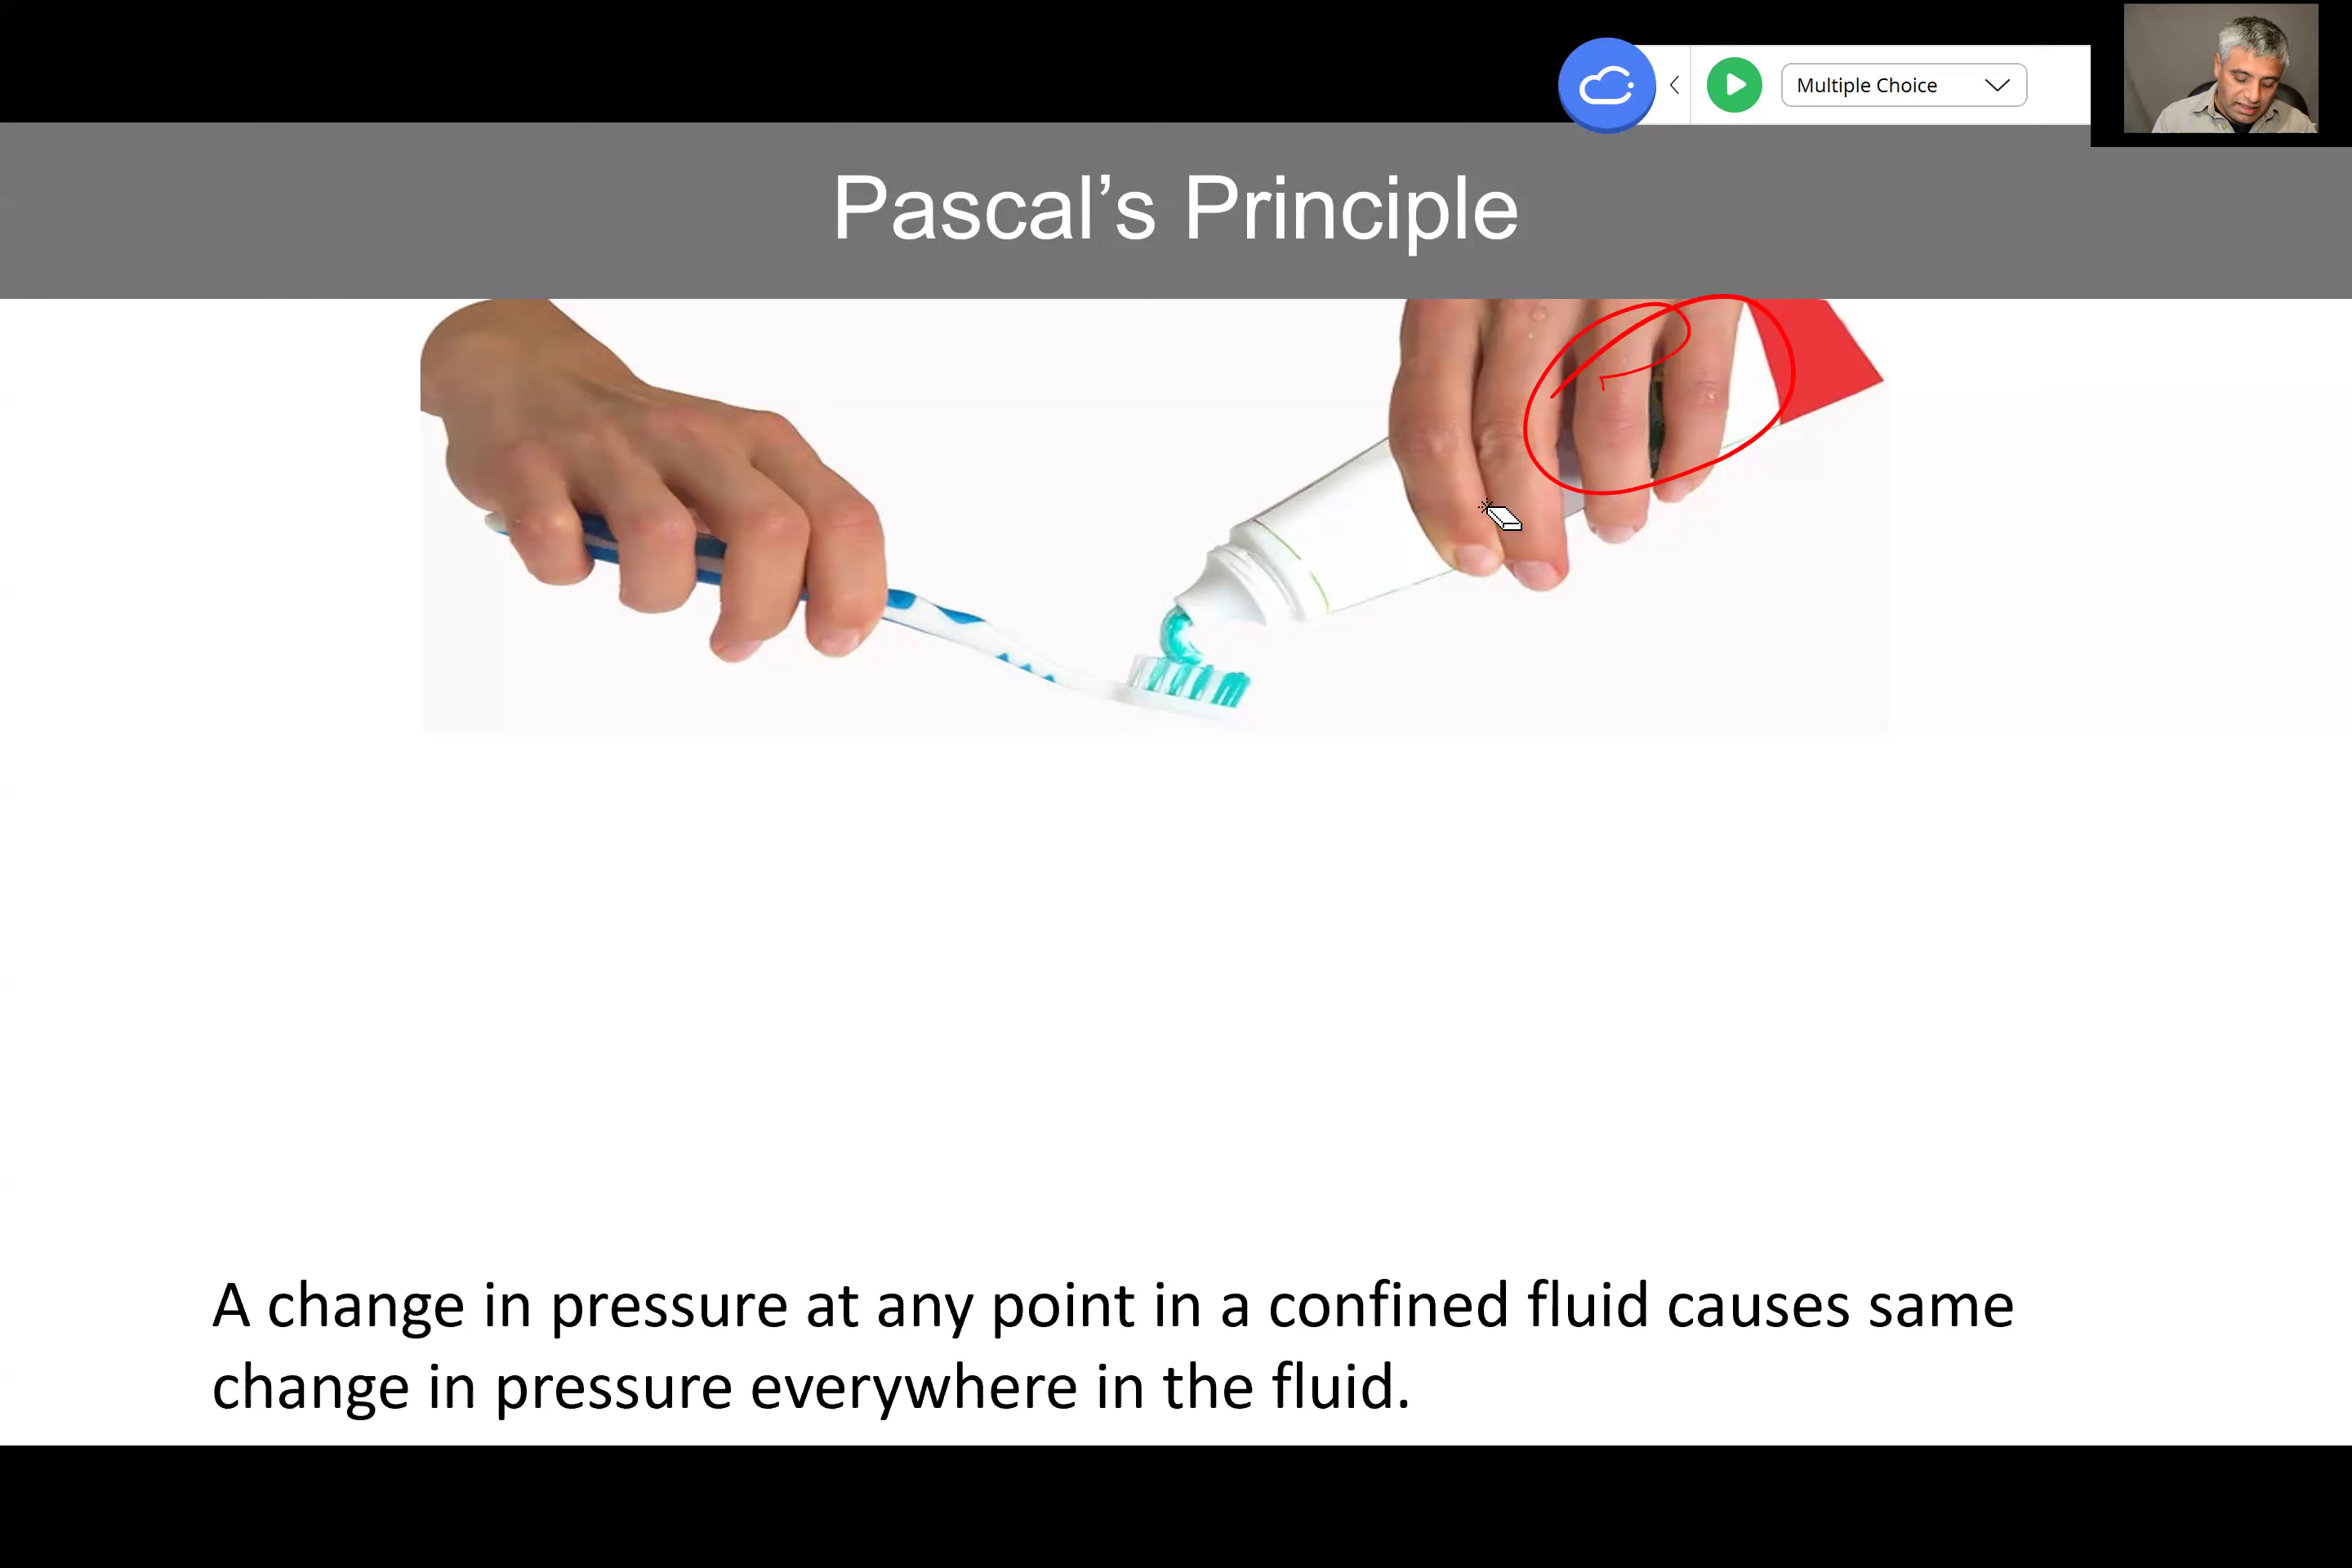 Multiple Choice
Pascal’s Principle
A change in pressure at any point in a confined fluid causes same
change in pressure everywhere in the fluid.